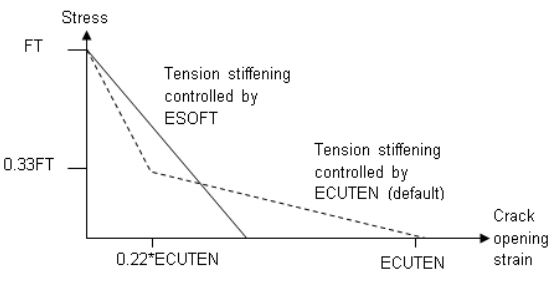 Stress
FT
Tension stiffening
controlled by
ESOFT
Tension stiffening
controlled by
ECUTEN (default)
0.33FT
Crack
opening
strain
0.22*ECUTEN
ECUTEN